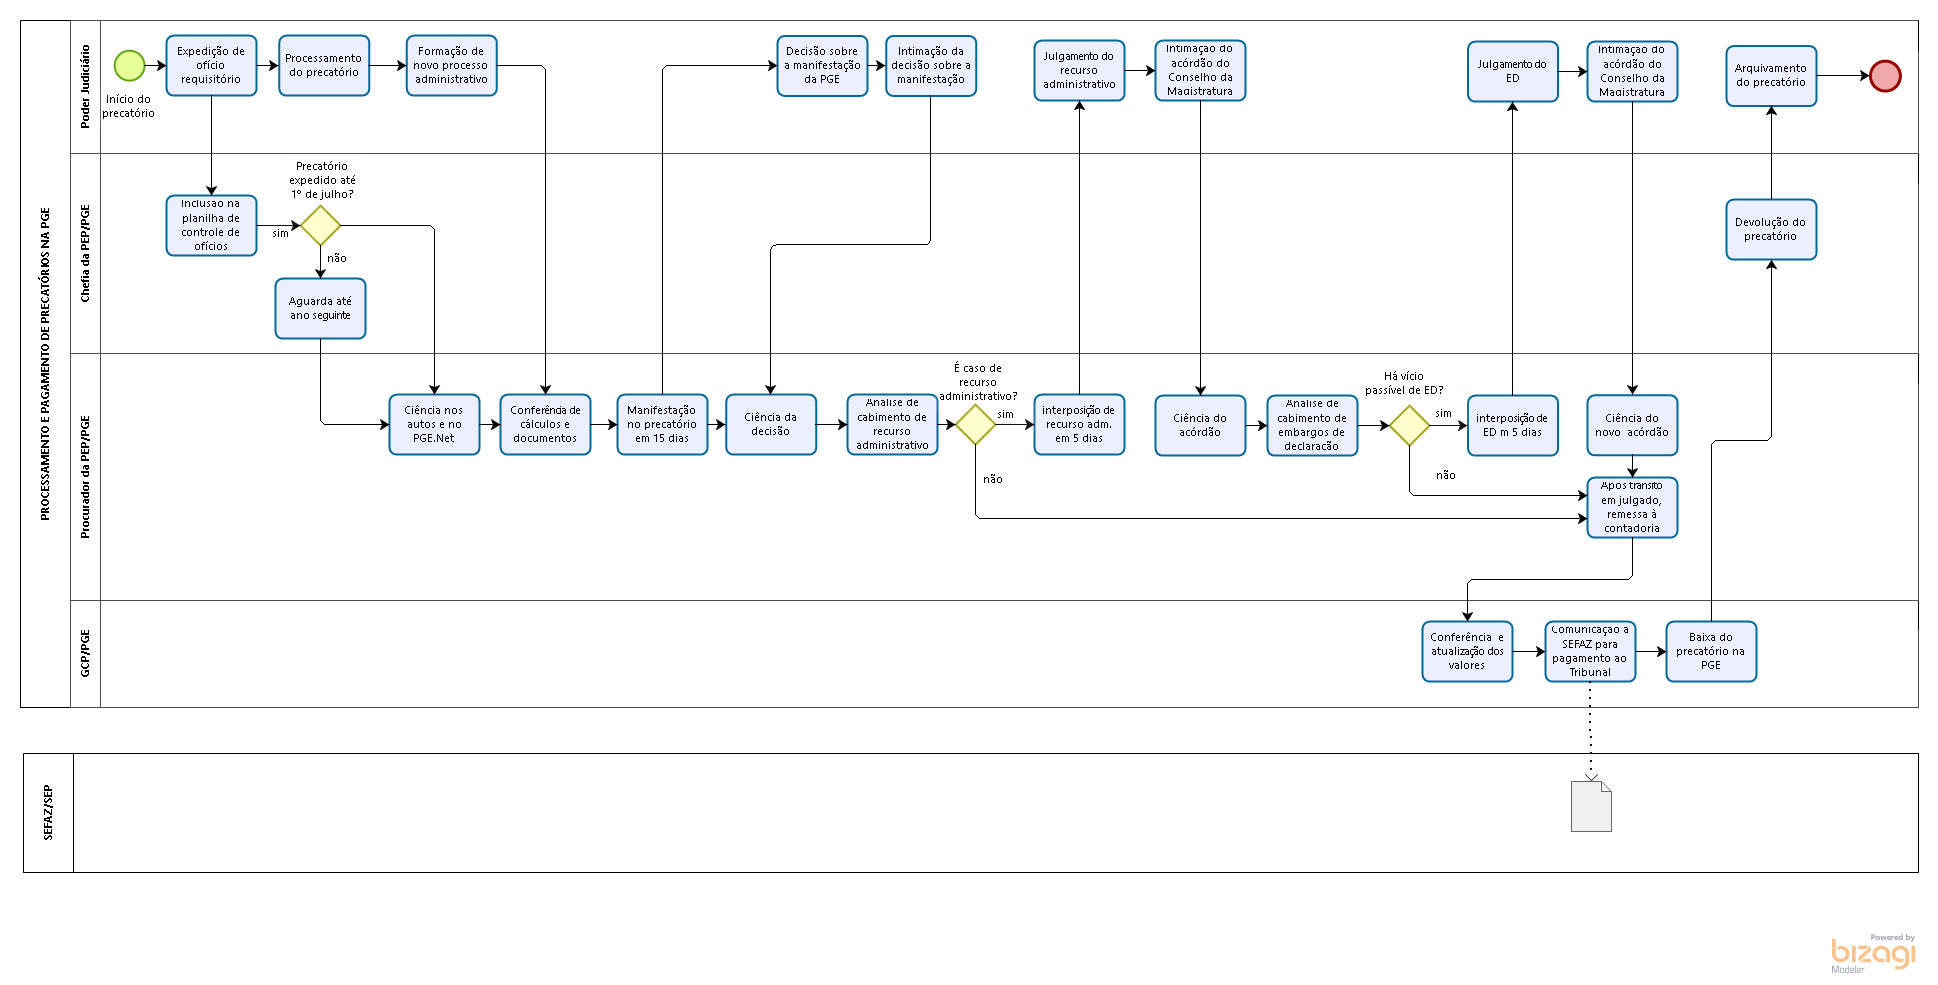 PROCESSAMENTO E PAGAMENTO DE PRECATÓRIOS NA PGE
Poder Judiciário
Início do
precatório
Expedição de
ofício
requisitório
Processamento
do precatório
Formação de
novo processo
administrativo
Decisão sobre
a manifestação
da PGE
Intimação da
decisão sobre a
manifestação
Julgamento do
recurso
administrativo
Intimação do
acórdão do
Conselho da
Magistratura
Julgamento do
ED
Intimação do
acórdão do
Conselho da
Magistratura
Arquivamento
do precatório
Chefia da PEP/PGE
Inclusão na
planilha de
controle de
ofícios
sim
Precatório
expedido até
1º de julho?
não
Aguarda até
ano seguinte
Devolução do
precatório
Procurador da PEP/PGE
Ciência nos
autos e no
PGE.Net
Conferência de
cálculos e
documentos
Manifestação
no precatório
em 15 dias
Ciência da
decisão
Análise de
cabimento de
recurso
administrativo
É caso de
recurso
administrativo?
sim
não
interposição de
recurso adm.
em 5 dias
Ciência do
acórdão
Análise de
cabimento de
embargos de
declaração
Há vício
passível de ED?
sim
não
interposição de
ED m 5 dias
Ciência do
novo acórdão
Após trânsito
em julgado,
remessa à
contadoria
GCP/PGE
Conferência e
atualização dos
valores
Comunicação à
SEFAZ para
pagamento ao
Tribunal
Baixa do
precatório na
PGE
SEFAZ/SEP
Powered by
bizagi
Modeler